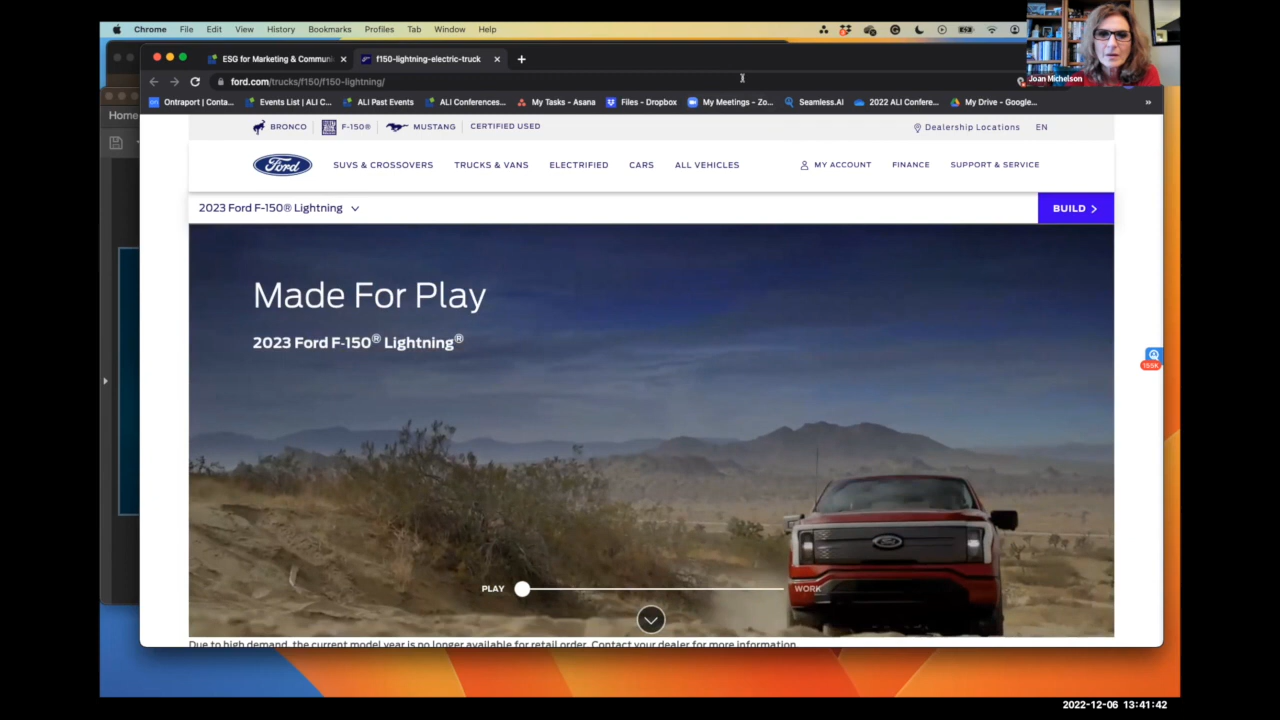 Chrome File Edit View History Bookmarks Profiles Tab Window Help
Joan Michelson
ESG for Marketing & Communi
f150-lightning-electric-truck
ford.com/trucks/f150/f150-lightning/
Ontraport | Conta...
Events List | ALI C...
ALI Past Events
ALI Conferences...
My Tasks - Asana
Files - Dropbox
My Meetings - Zo...
Seamless.AI
2022 ALI Confere...
My Drive - Google...
»
Home
BRONCO F-150® MUSTANG CERTIFIED USED Dealership Locations EN
Ford SUVS & CROSSOVERS TRUCKS & VANS ELECTRIFIED CARS ALL VEHICLES MY ACCOUNT FINANCE SUPPORT & SERVICE
2023 Ford F-150® Lightning BUILD
Made For Play
2023 Ford F-150® Lightning®
155K
PLAY WORK
Due to high demand, the current model year is no longer available for retail order. Contact your dealer for more information.
2022-12-06 13:41:42